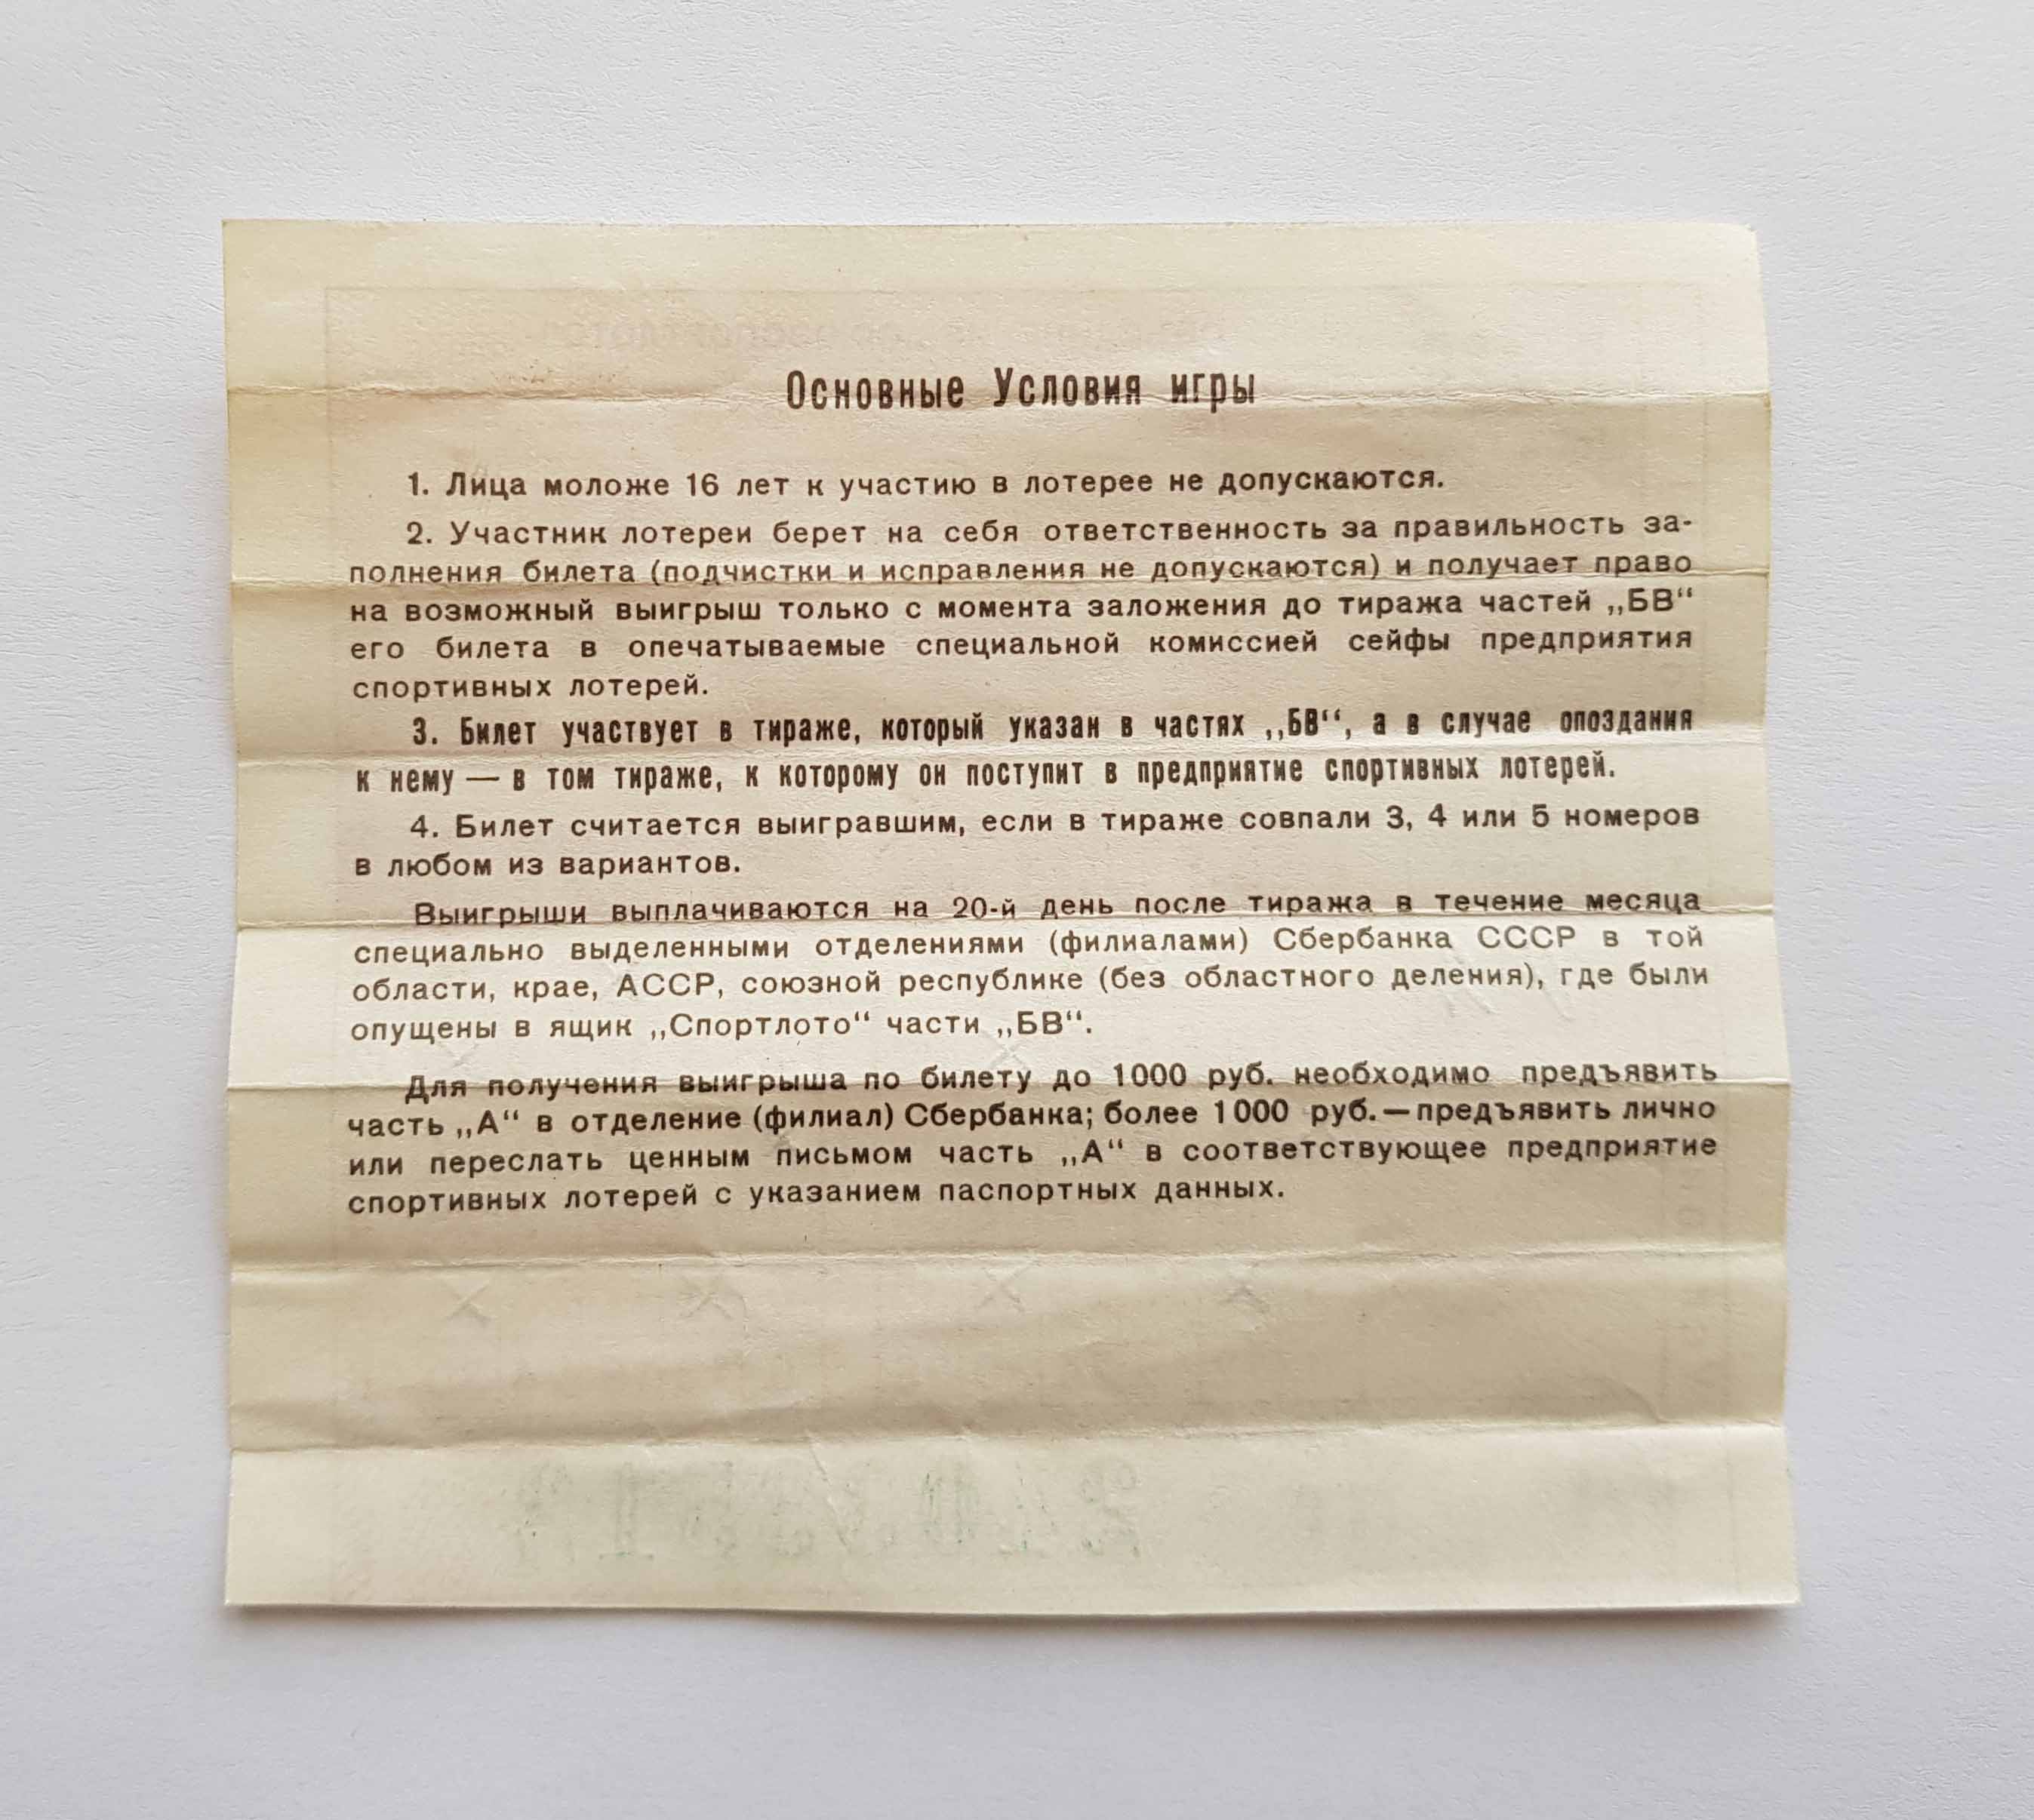 Основные Условия игры
1. Лица моложе 16 лет к участию в лотерее не допускаются.
2. Участник лотереи берет на себя ответственность за правильность за-
полнения билета (подчистки и исправления не допускаются) и получает право
на возможный выигрыш только с момента заложения до тиража частей „БВ“
его билета в опечатываемые специальной комиссией сейфы предприятия
спортивных лотерей.
3. Билет участвует в тираже, который указан в частях „БВ“, а в случае опоздания
к нему — в том тираже, к которому он поступит в предприятие спортивных лотерей.
4. Билет считается выигравшим, если в тираже совпали 3, 4 или 5 номеров
в любом из вариантов.
Выигрыши выплачиваются на 20-й день после тиража в течение месяца
специально выделенными отделениями (филиалами) Сбербанка СССР в той
области, крае, АССР, союзной республике (без областного деления), где были
опущены в ящик „Спортлото“ части „БВ“.
Для получения выигрыша по билету до 1000 руб. необходимо предъявить
часть „А“ в отделение (филиал) Сбербанка; более 1000 руб. — предъявить лично
или переслать ценным письмом часть „А“ в соответствующее предприятие
спортивных лотерей с указанием паспортных данных.